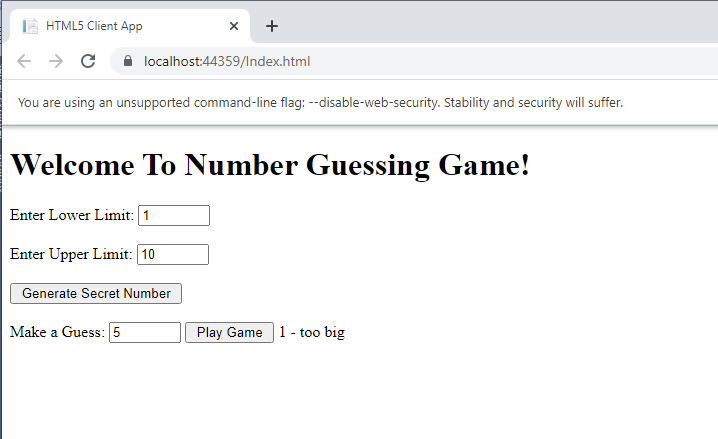 HTML5 Client App
localhost:44359/Index.html
You are using an unsupported command-line flag: --disable-web-security. Stability and security will suffer.
Welcome To Number Guessing Game!
Enter Lower Limit: 1
Enter Upper Limit: 10
Generate Secret Number
Make a Guess: 5 Play Game 1 - too big